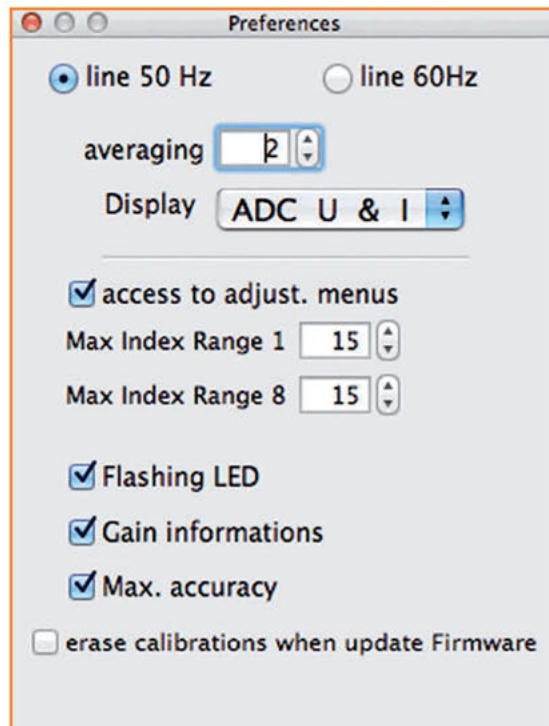 Preferences
line 50 Hz line 60Hz
averaging 2
Display ADC U & I
access to adjust. menus
Max Index Range 1 15
Max Index Range 8 15
Flashing LED
Gain informations
Max. accuracy
erase calibrations when update Firmware